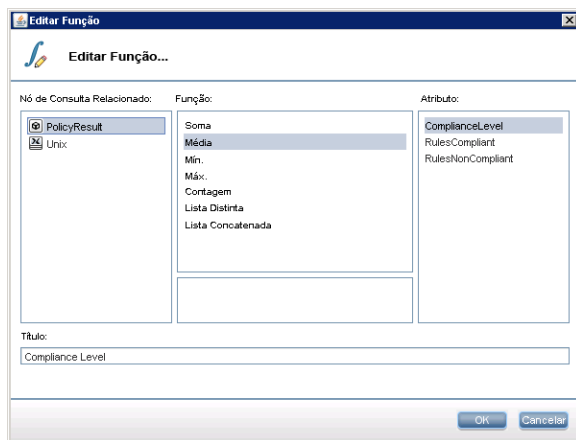 Editar Função
Editar Função...
Nó de Consulta Relacionado:
Função:
Atributo:
PolicyResult
Unix
Soma
Média
Mín.
Máx.
Contagem
Lista Distinta
Lista Concatenada
ComplianceLevel
RulesCompliant
RulesNonCompliant
Título:
Compliance Level
OK
Cancelar